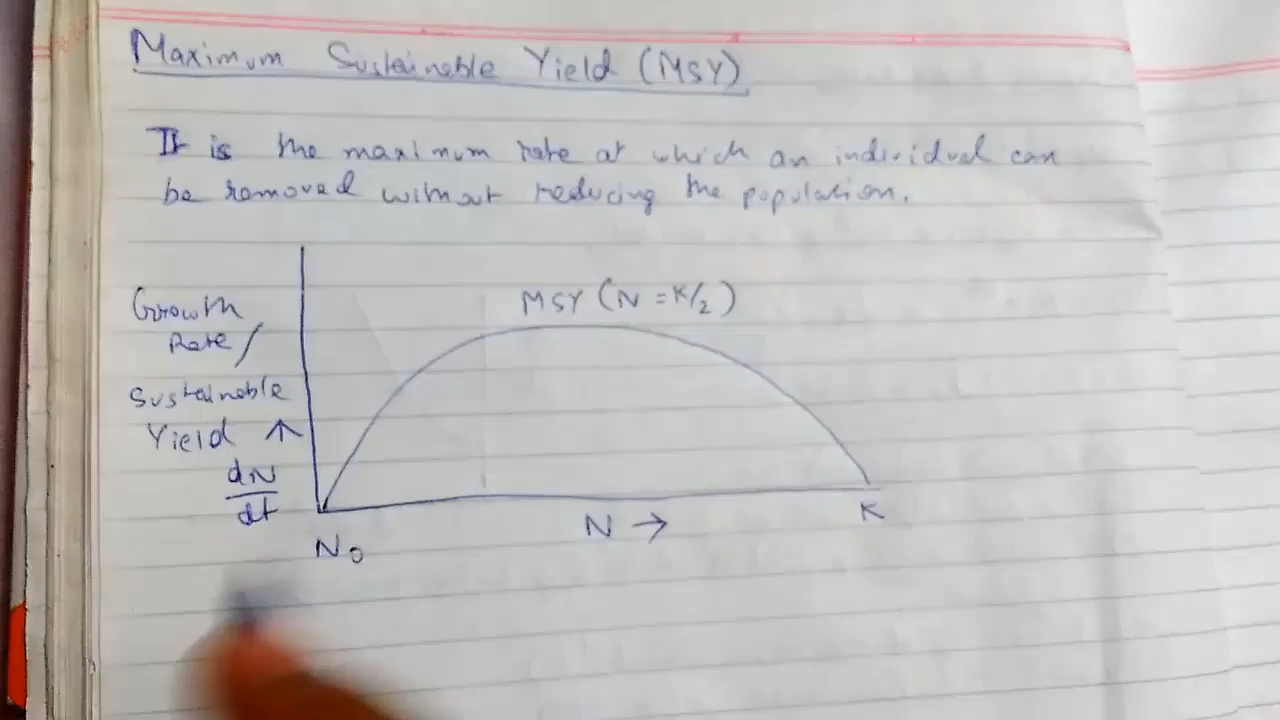 Maximum Sustainable Yield (MSY)
It is the maximum rate at which an individual can
be removed without reducing the population.
Growth
Rate/
Sustainable
Yield ↑
dN
dt
MSY (N = K/2)
N₀
N →
K